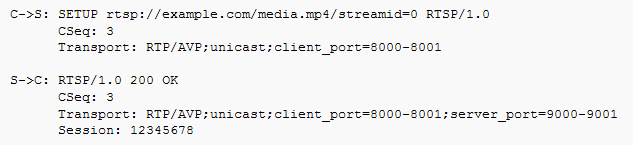 C->S: SETUP rtsp://example.com/media.mp4/streamid=0 RTSP/1.0
      CSeq: 3
      Transport: RTP/AVP;unicast;client_port=8000-8001

S->C: RTSP/1.0 200 OK
      CSeq: 3
      Transport: RTP/AVP;unicast;client_port=8000-8001;server_port=9000-9001
      Session: 12345678